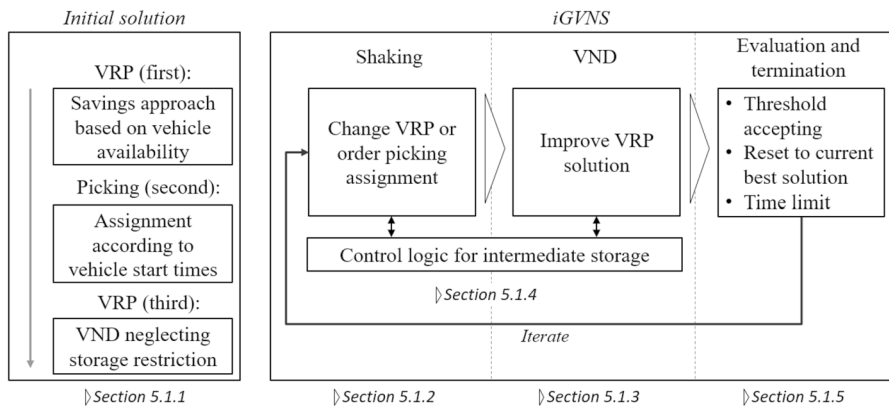 Initial solution
VRP (first):
Savings approach
based on vehicle
availability
Picking (second):
Assignment
according to
vehicle start times
VRP (third):
VND neglecting
storage restriction
Section 5.1.1
iGVNS
Shaking
Change VRP or
order picking
assignment
VND
Improve VRP
solution
Evaluation and
termination
• Threshold
accepting
• Reset to current
best solution
• Time limit
Control logic for intermediate storage
Section 5.1.4
Iterate
Section 5.1.2
Section 5.1.3
Section 5.1.5